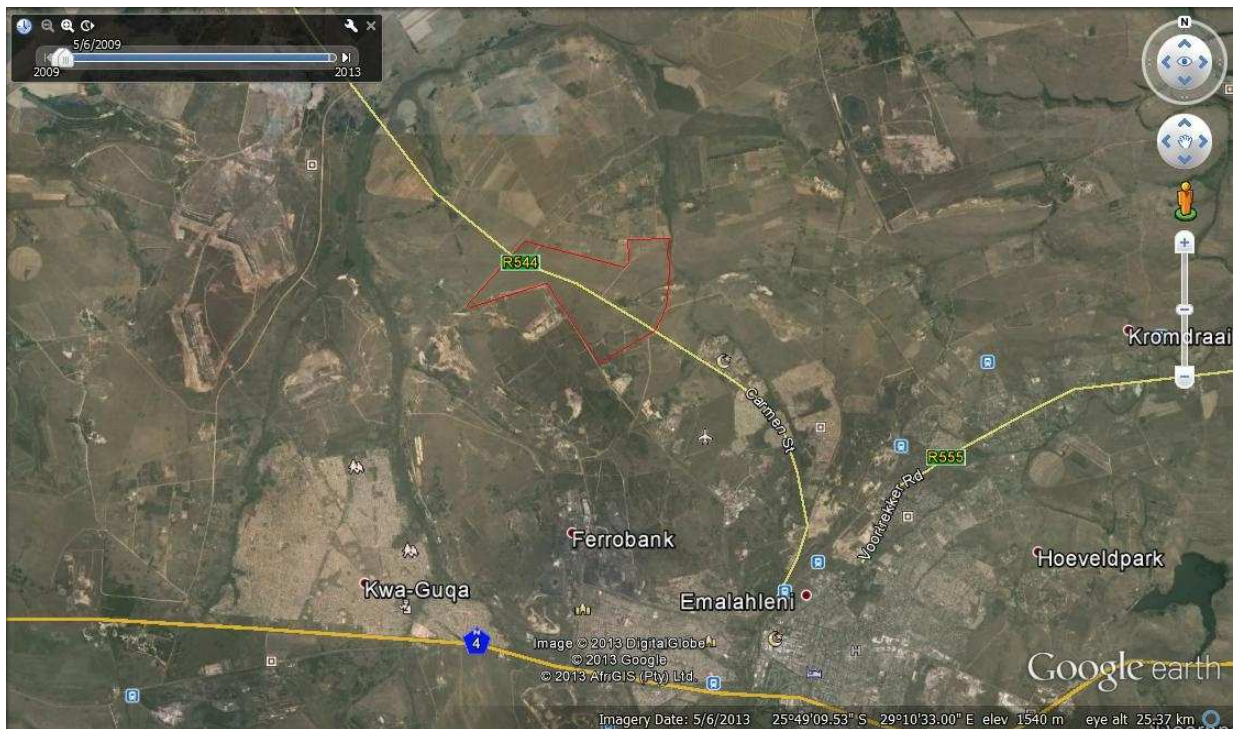 5/6/2009
2009
2013
N
R544
Kromdraai
Carmen St
R555
Voortrekker Rd
Ferrobank
Hoeveldpark
Kwa-Guqa
Emalahleni
N
4
Image © 2013 DigitalGlobe
© 2013 Google
© 2013 AfriGIS (Pty) Ltd.
H
Google earth
Imagery Date: 5/6/2013 25°49'09.53" S 29°10'33.00" E elev 1540 m eye alt 25.37 km